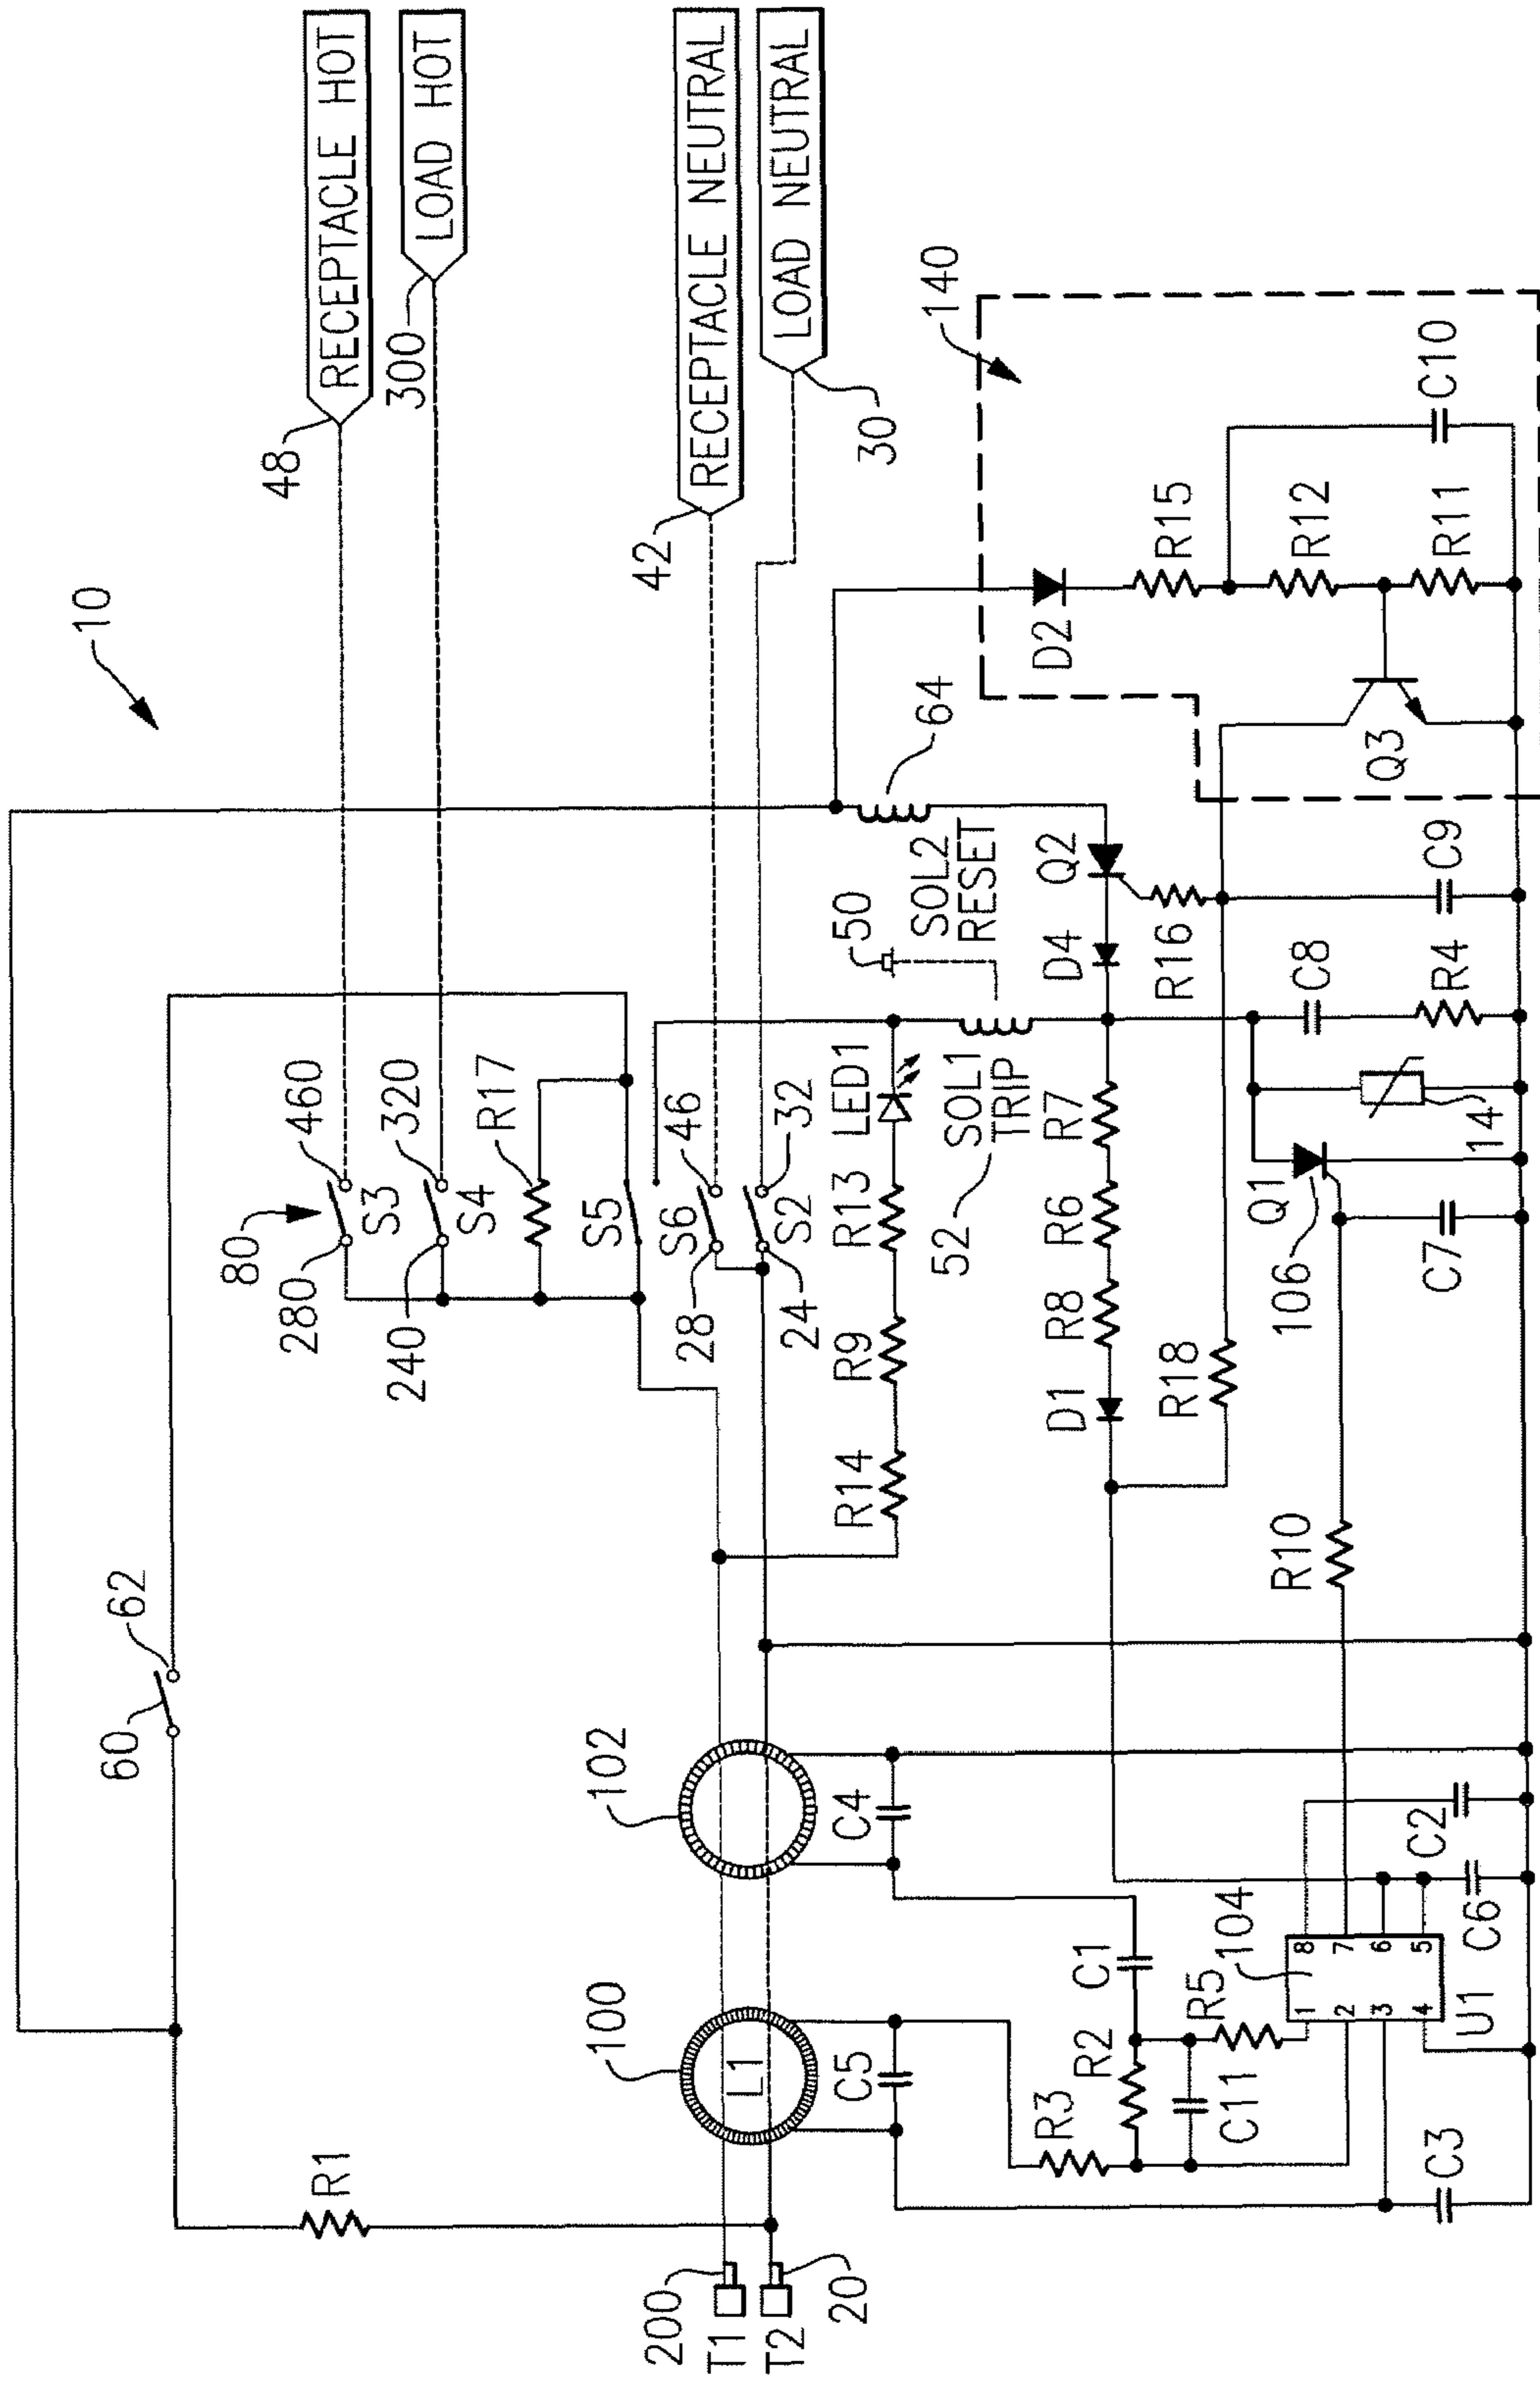 10
RECEPTACLE HOT
48
LOAD HOT
300
RECEPTACLE NEUTRAL
42
LOAD NEUTRAL
30
60
62
80
280
460
S3
240
320
S4
R17
S5
S6
28
46
24
S2
32
R1
200
T1
T2
20
100
L1
102
C5
C4
R14
R9
R13
LED1
52
SOL1
TRIP
50
SOL2
RESET
64
140
D2
R15
R12
R11
C10
Q3
Q2
D4
R16
C9
D1
R8
R6
R7
R18
C8
R4
14
Q1
106
C7
R10
R3
R2
C1
C11
R5
104
1
2
3
4
5
6
7
8
U1
C3
C6
C2